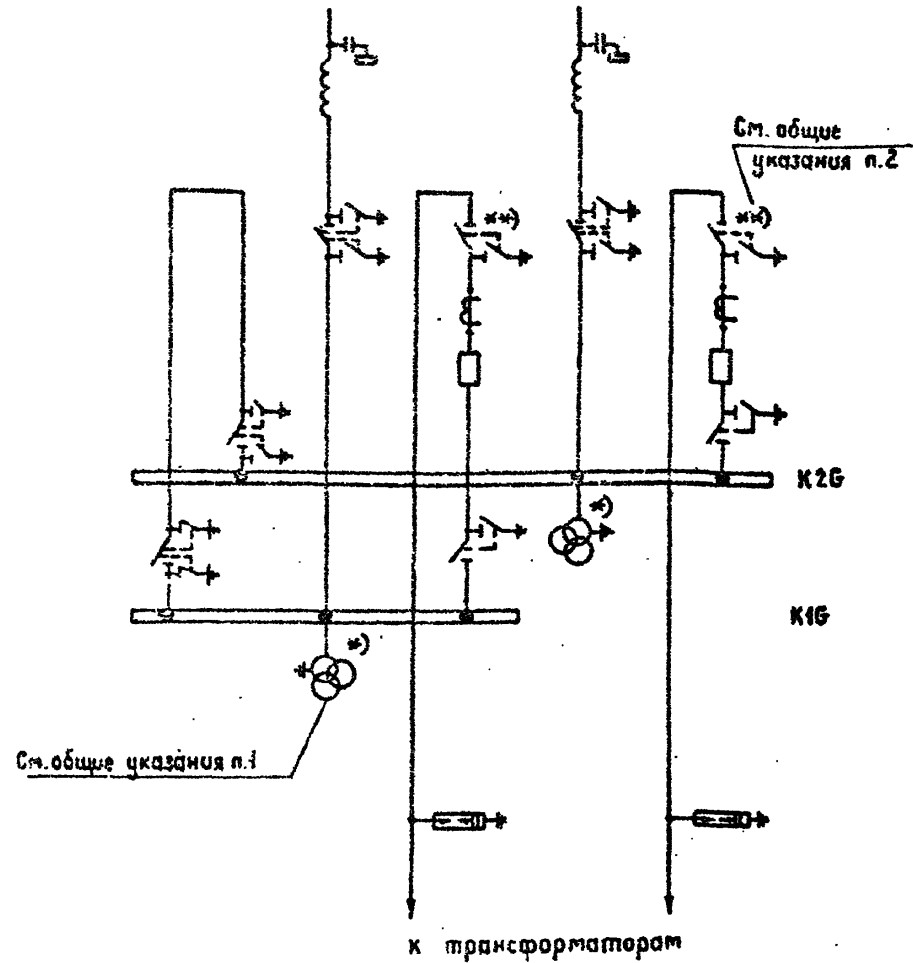 См. общие
указания п.2
**)
**)
K2G
*)
K1G
*)
См. общие указания п.1
к трансформаторам